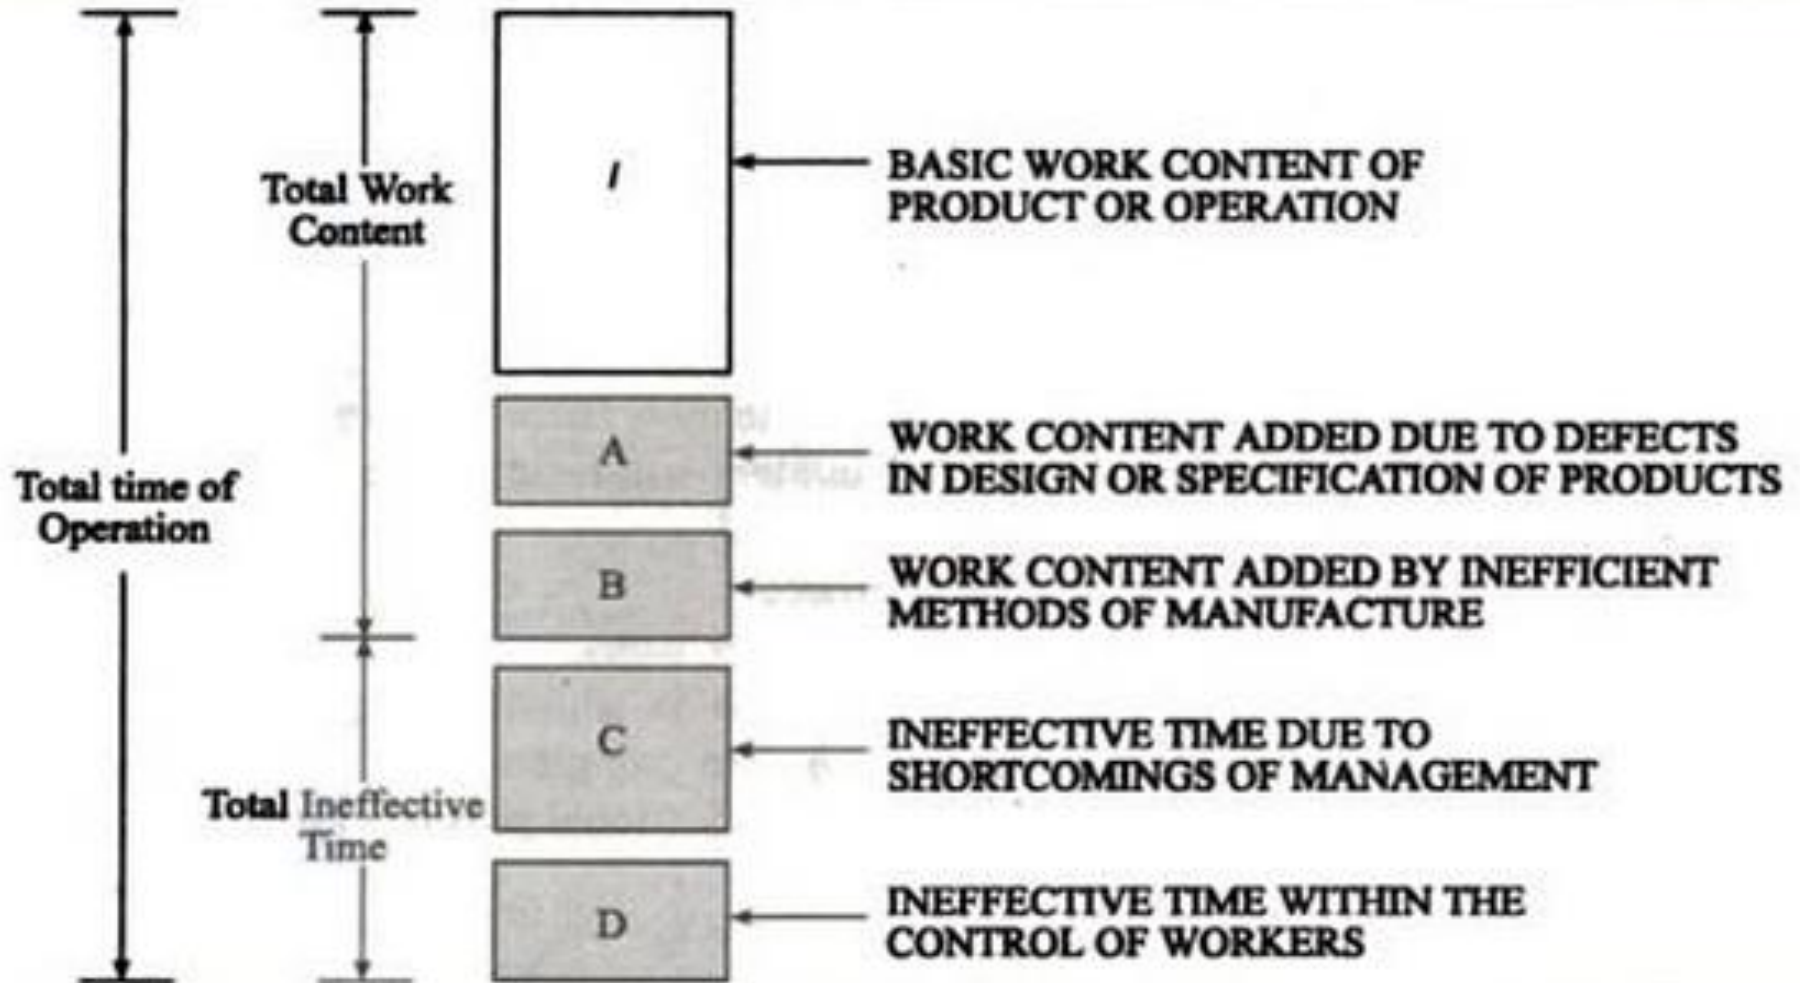 Total Work
Content
I
BASIC WORK CONTENT OF
PRODUCT OR OPERATION
Total time of
Operation
A
WORK CONTENT ADDED DUE TO DEFECTS
IN DESIGN OR SPECIFICATION OF PRODUCTS
B
WORK CONTENT ADDED BY INEFFICIENT
METHODS OF MANUFACTURE
Total Ineffective
Time
C
INEFFECTIVE TIME DUE TO
SHORTCOMINGS OF MANAGEMENT
D
INEFFECTIVE TIME WITHIN THE
CONTROL OF WORKERS